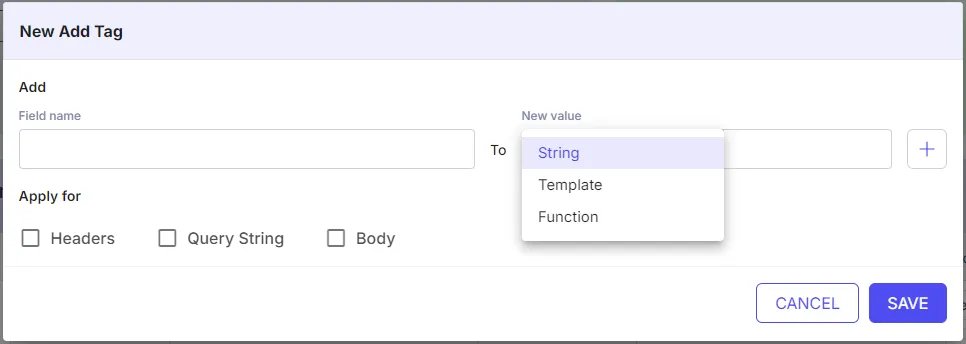 New Add Tag
Add
Field name
New value
To
String
Template
Function
Apply for
Headers
Query String
Body
CANCEL
SAVE